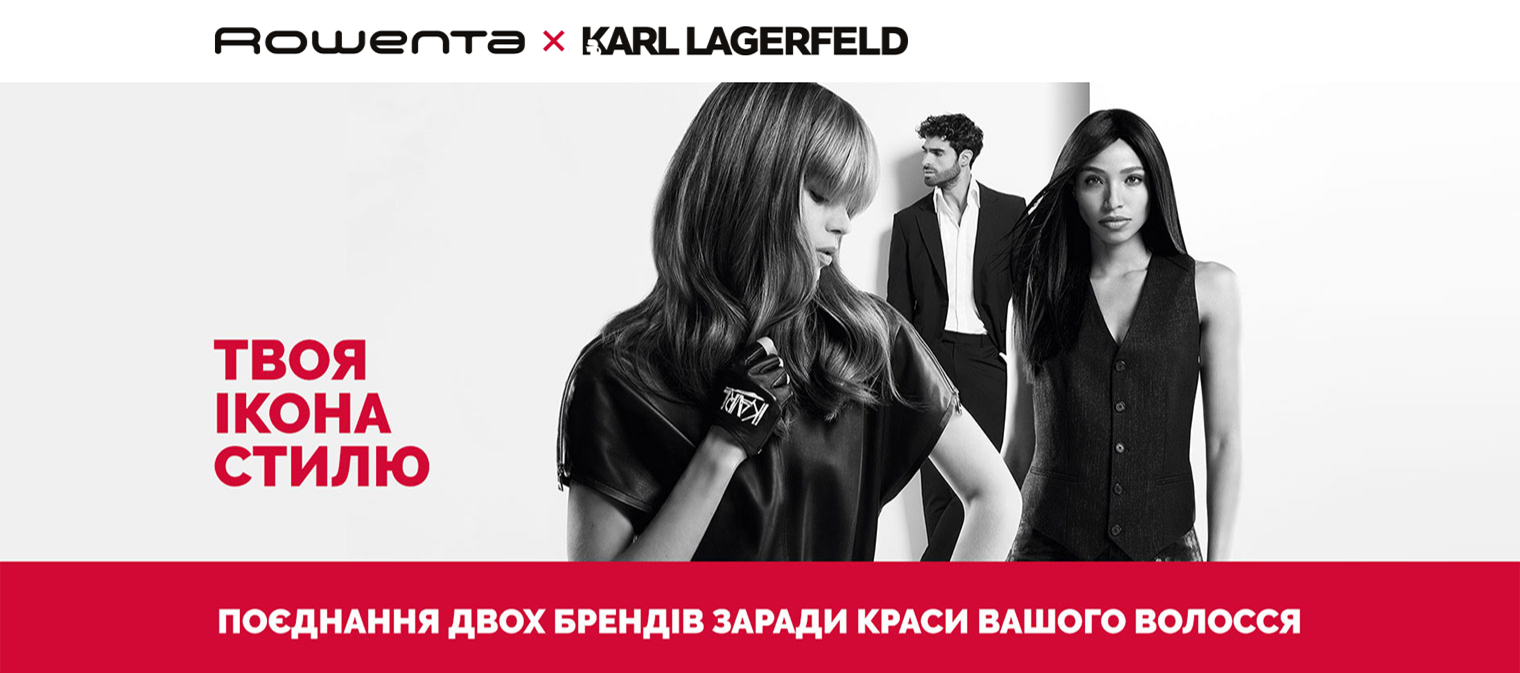 Rowenta × KARL LAGERFELD
ТВОЯ
ІКОНА
СТИЛЮ
KARL
ПОЄДНАННЯ ДВОХ БРЕНДІВ ЗАРАДИ КРАСИ ВАШОГО ВОЛОССЯ